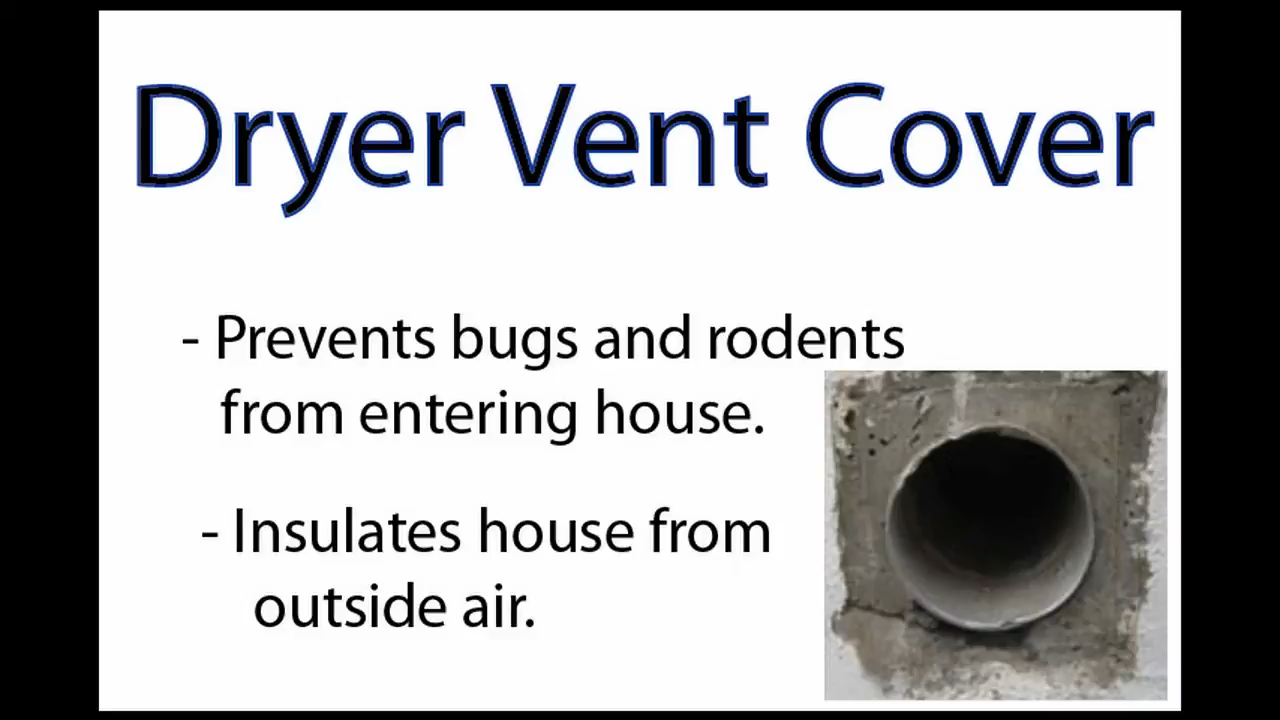 Dryer Vent Cover
- Prevents bugs and rodents
from entering house.
- Insulates house from
outside air.